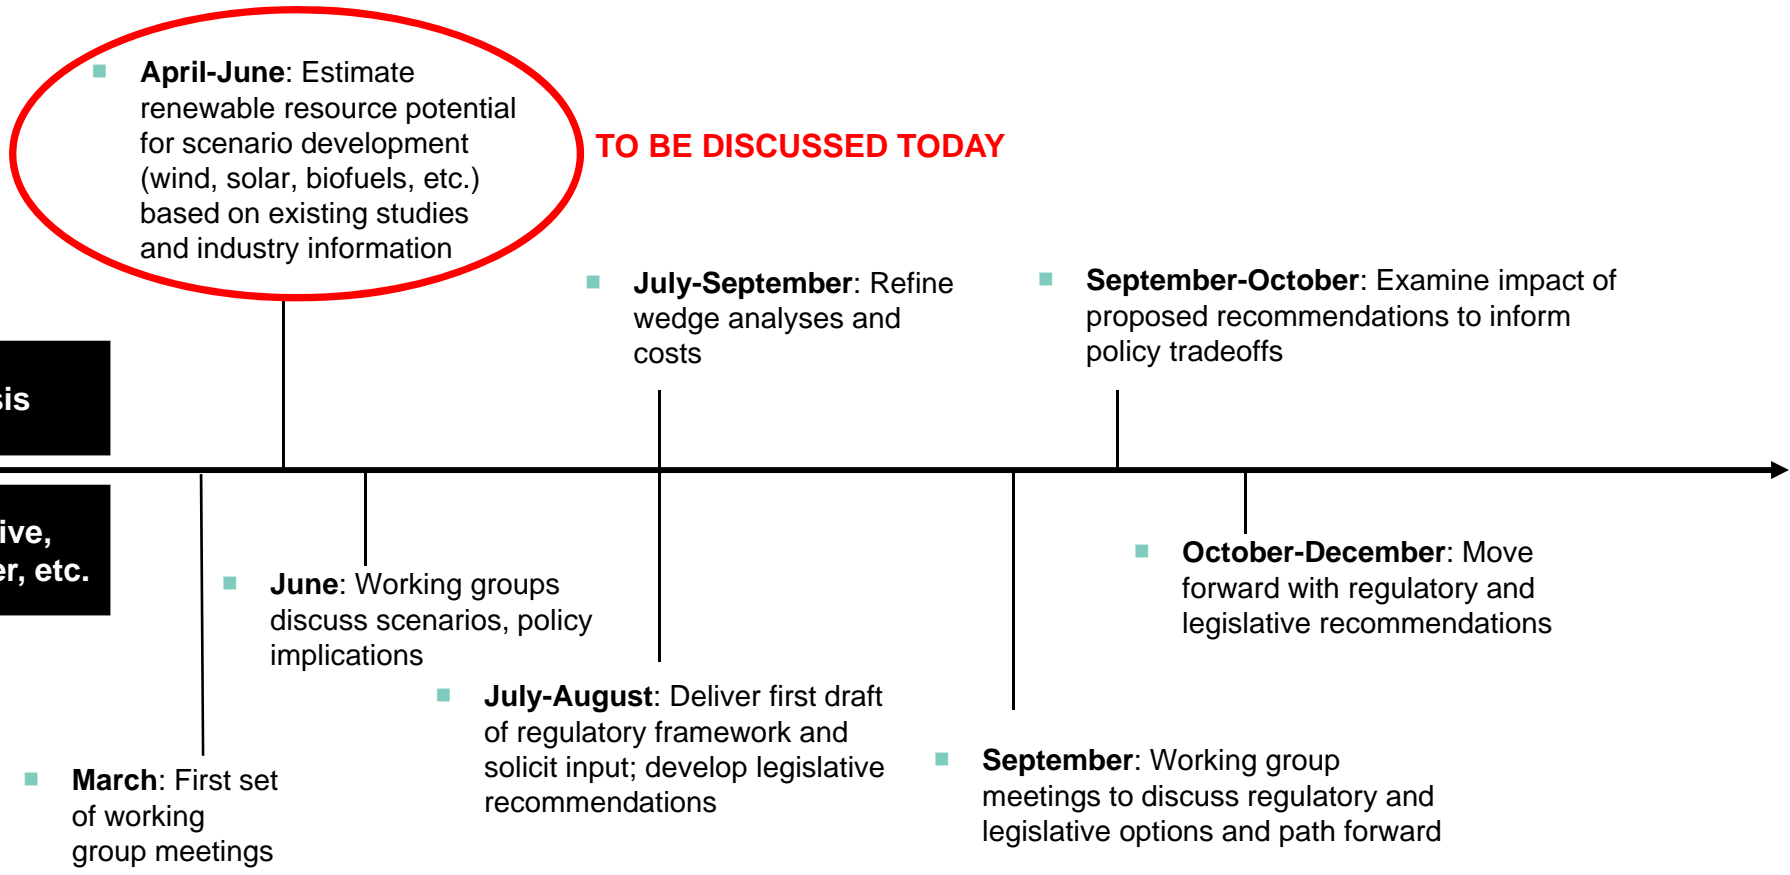 April-June: Estimate
renewable resource potential
for scenario development
(wind, solar, biofuels, etc.)
based on existing studies
and industry information
TO BE DISCUSSED TODAY
July-September: Refine
wedge analyses and
costs
September-October: Examine impact of
proposed recommendations to inform
policy tradeoffs
sis
ive,
er, etc.
March: First set
of working
group meetings
June: Working groups
discuss scenarios, policy
implications
July-August: Deliver first draft
of regulatory framework and
solicit input; develop legislative
recommendations
September: Working group
meetings to discuss regulatory and
legislative options and path forward
October-December: Move
forward with regulatory and
legislative recommendations